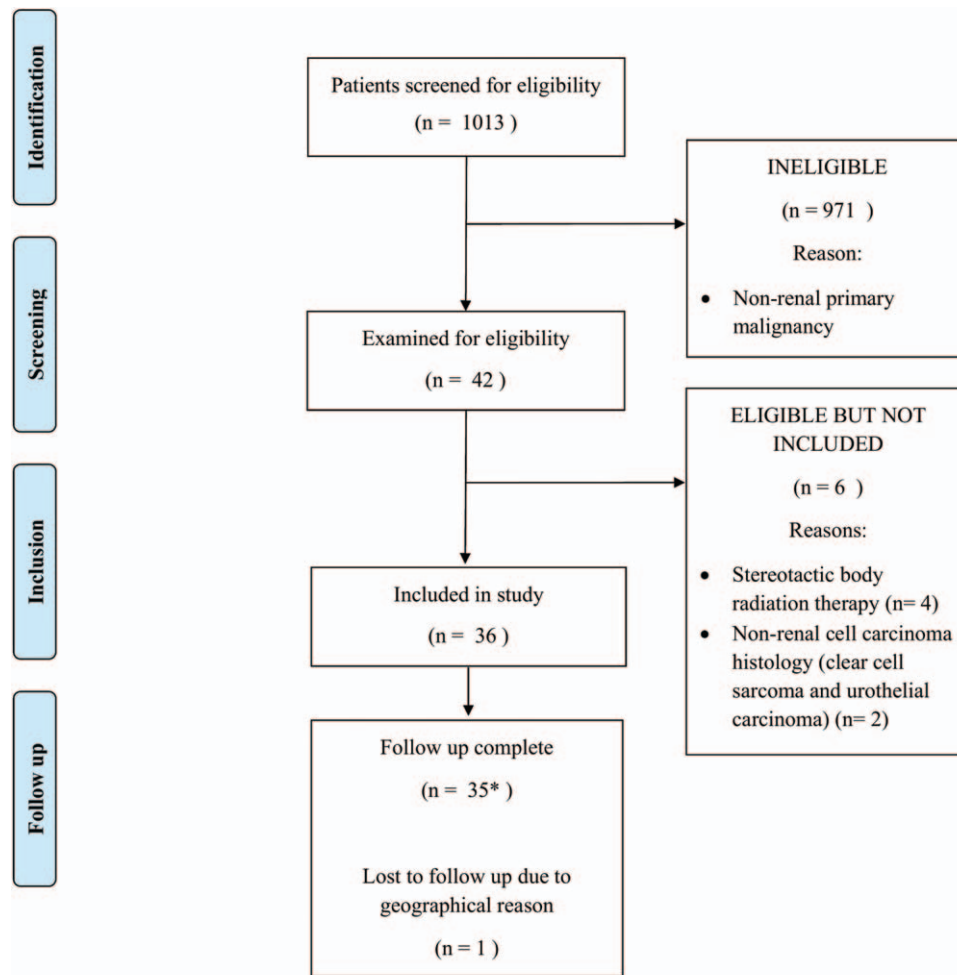 Identification
Patients screened for eligibility
(n = 1013 )
INELIGIBLE
(n = 971 )
Reason:
• Non-renal primary
malignancy
Screening
Examined for eligibility
(n = 42 )
ELIGIBLE BUT NOT
INCLUDED
(n = 6 )
Reasons:
• Stereotactic body
radiation therapy (n= 4)
• Non-renal cell carcinoma
histology (clear cell
sarcoma and urothelial
carcinoma) (n= 2)
Inclusion
Included in study
(n = 36 )
Follow up
Follow up complete
(n = 35* )
Lost to follow up due to
geographical reason
(n = 1 )